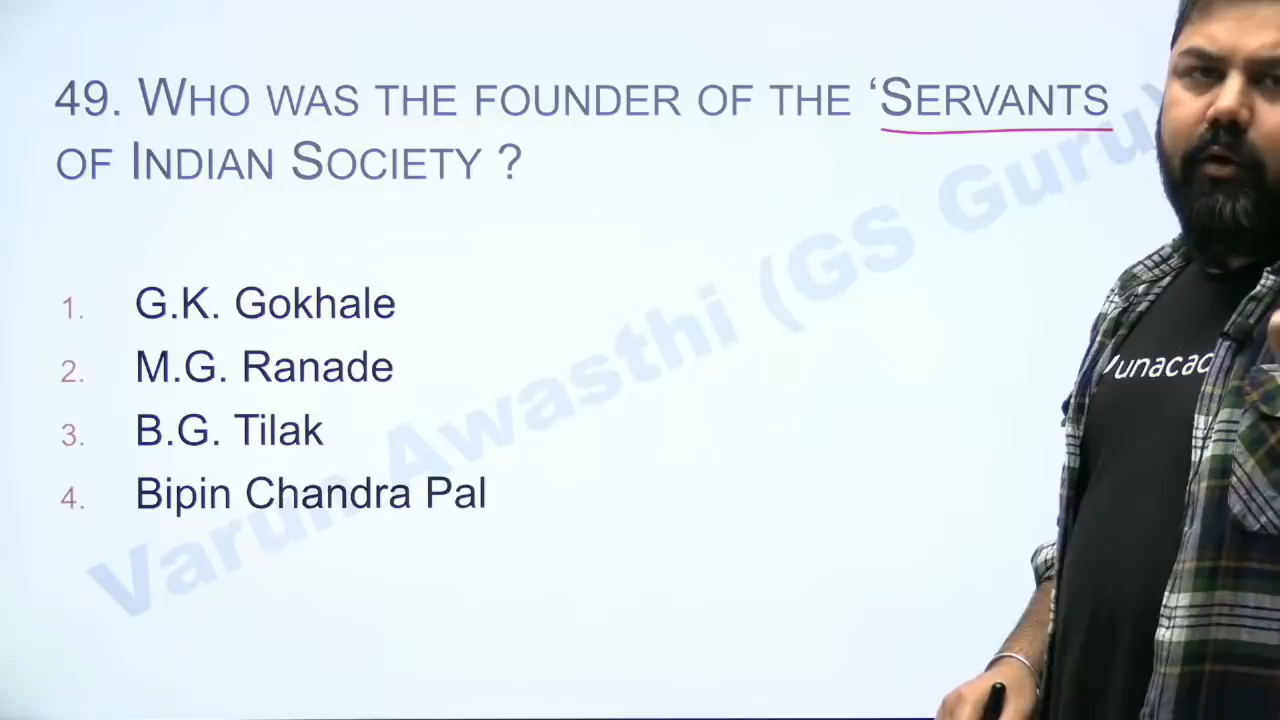 49. WHO WAS THE FOUNDER OF THE ‘SERVANTS
OF INDIAN SOCIETY ?
1. G.K. Gokhale
2. M.G. Ranade
3. B.G. Tilak
4. Bipin Chandra Pal
Varun Awasthi (GS Guru)
unacad